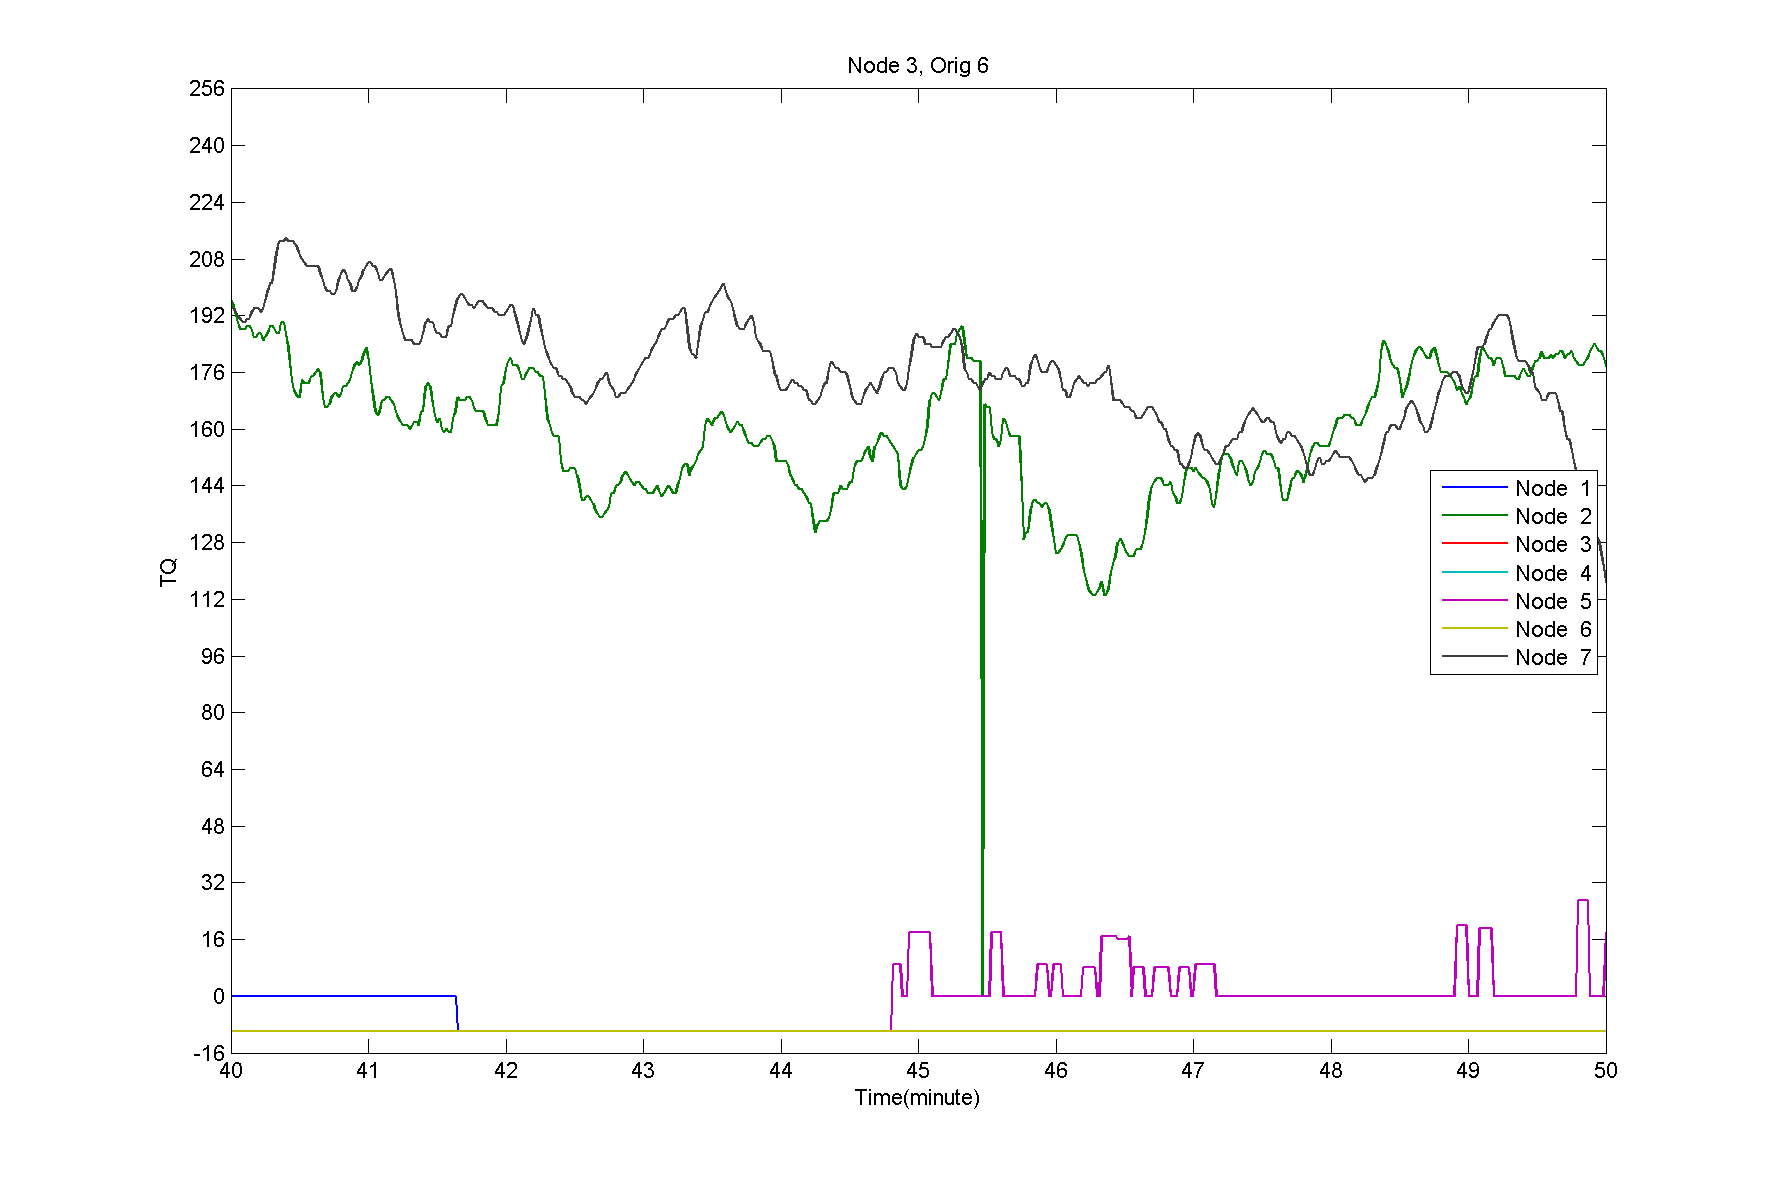 Node 3, Orig 6
256
240
224
208
192
176
160
144
128
112
96
80
64
48
32
16
0
-16
TQ
Node 1
Node 2
Node 3
Node 4
Node 5
Node 6
Node 7
40 41 42 43 44 45 46 47 48 49 50
Time(minute)